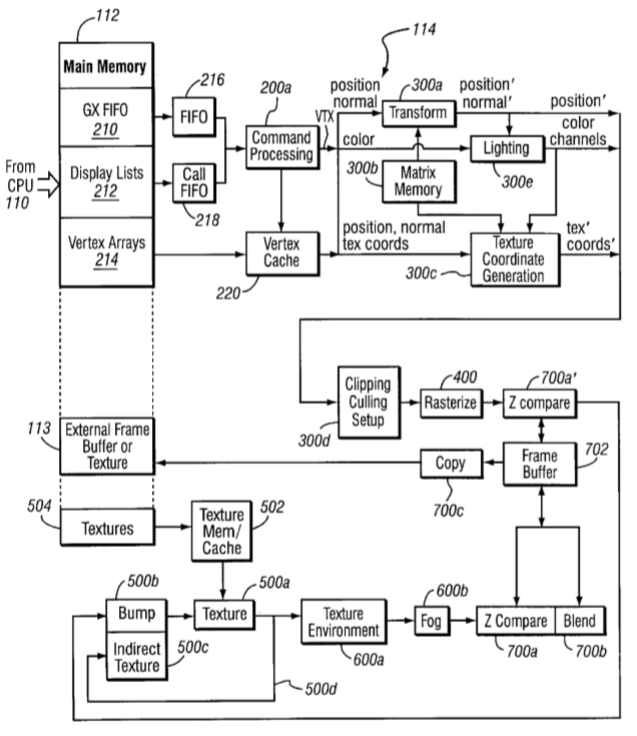 112
114
Main Memory
GX FIFO
210
216
FIFO
200a
Command
Processing
VTX
position
normal
300a
Transform
position'
normal'
position'
color
color
channels
Lighting
300e
300b
Matrix
Memory
From
CPU
110
Display Lists
212
Call
FIFO
218
Vertex Arrays
214
Vertex
Cache
220
position, normal
tex coords
300c
Texture
Coordinate
Generation
tex'
coords'
Clipping
Culling
Setup
300d
400
Rasterize
700a'
Z compare
113
External Frame
Buffer or
Texture
Copy
700c
Frame
Buffer
702
504
Textures
Texture
Mem/
Cache
502
500b
Bump
Indirect
Texture
500c
500a
Texture
500d
Texture
Environment
600a
600b
Fog
Z Compare
700a
Blend
700b